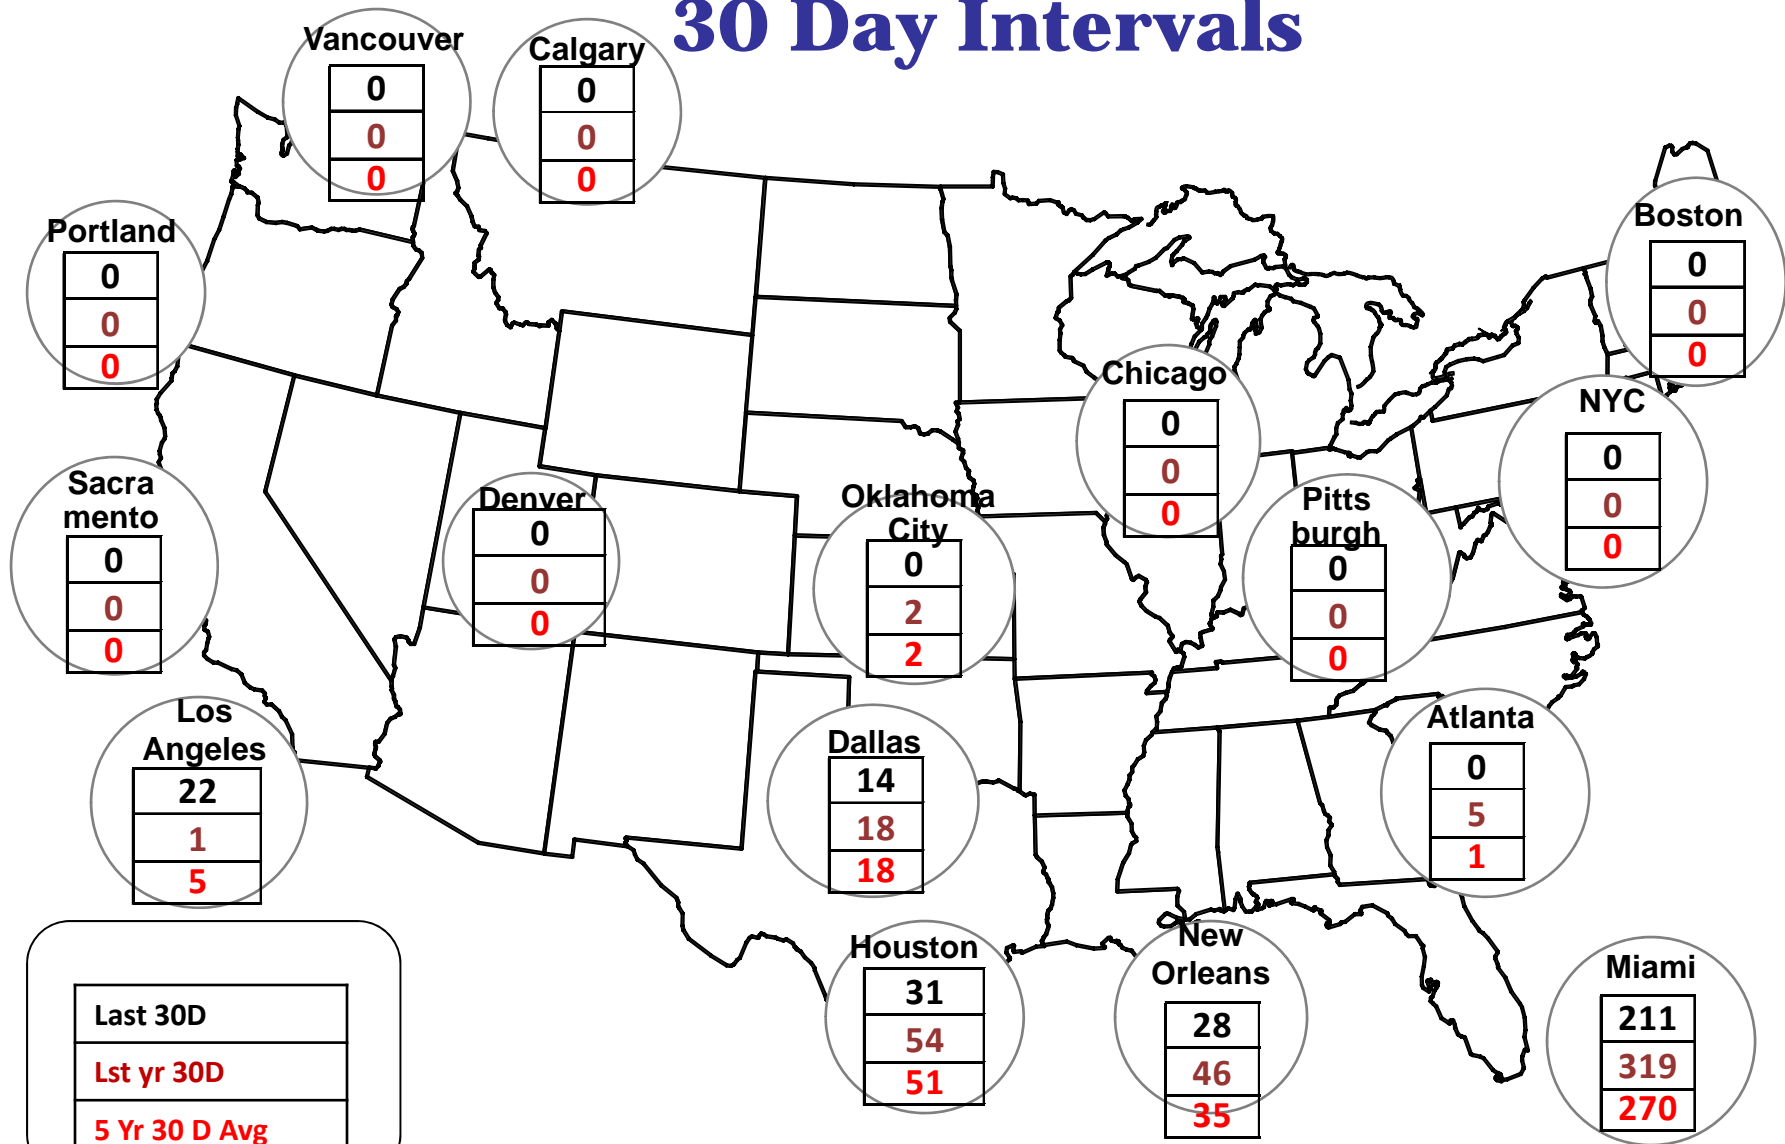 30 Day Intervals
Vancouver
0
0
0
Calgary
0
0
0
Portland
0
0
0
Boston
0
0
0
Chicago
0
0
0
NYC
0
0
0
Sacra
mento
0
0
0
Denver
0
0
0
Oklahoma
City
0
2
2
Pitts
burgh
0
0
0
Los
Angeles
22
1
5
Dallas
14
18
18
Atlanta
0
5
1
Houston
31
54
51
New
Orleans
28
46
35
Miami
211
319
270
Last 30D
Lst yr 30D
5 Yr 30 D Avg